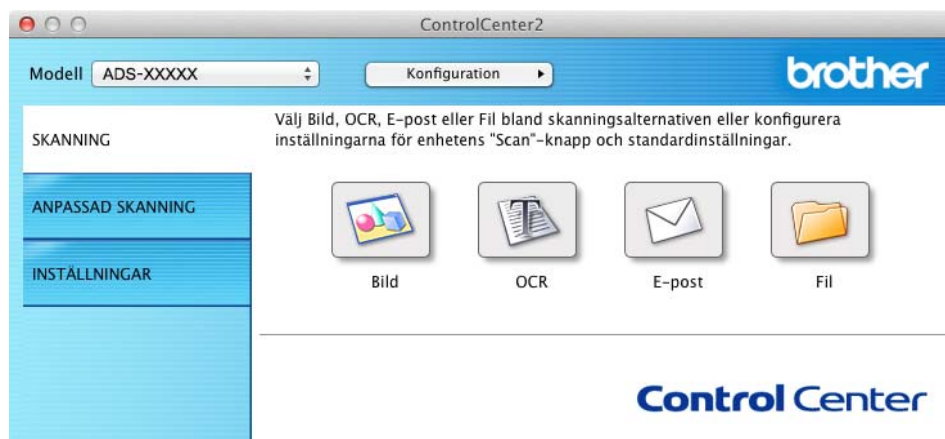 ControlCenter2
Modell ADS-XXXXX Konfiguration brother
SKANNING
Välj Bild, OCR, E-post eller Fil bland skanningsalternativen eller konfigurera
inställningarna för enhetens "Scan"-knapp och standardinställningar.
ANPASSAD SKANNING
INSTÄLLNINGAR
Bild OCR E-post Fil
Control Center